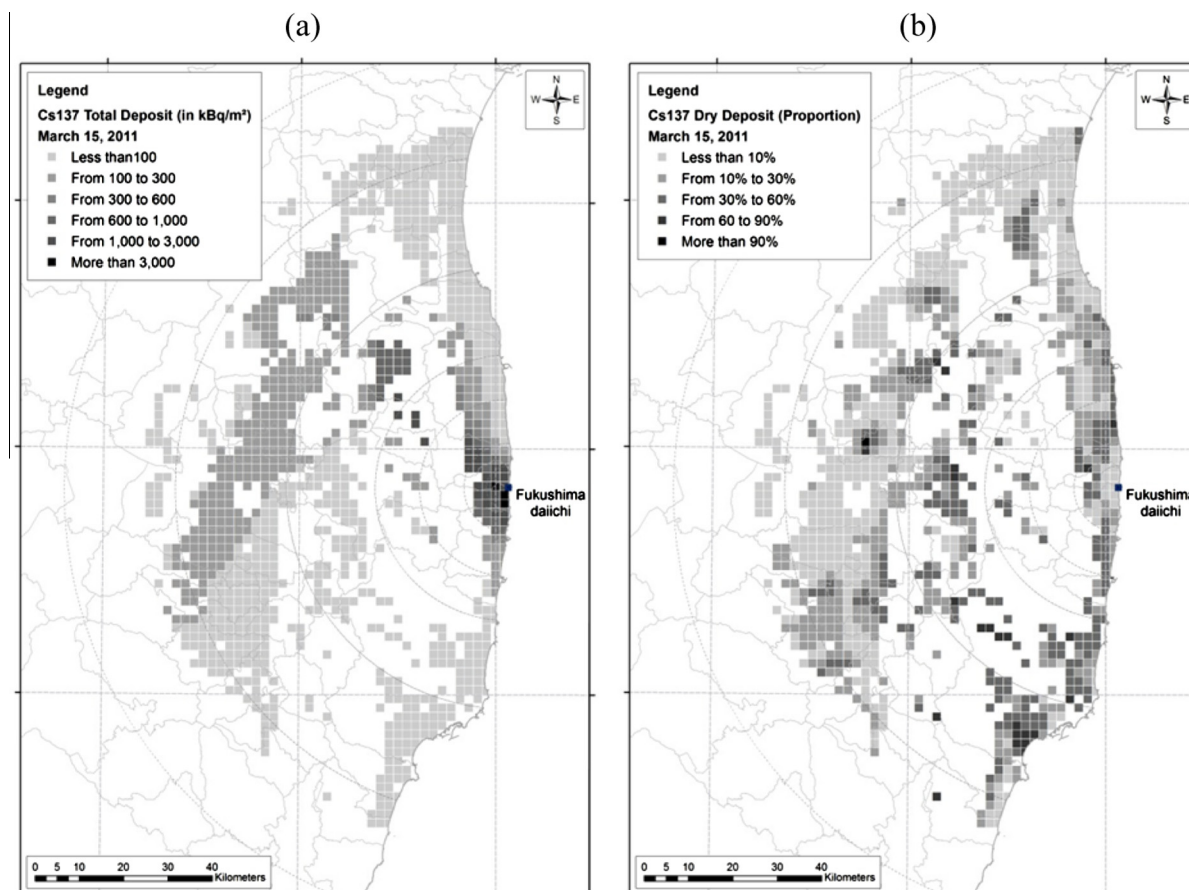 (a)
(b)
Legend
Cs137 Total Deposit (in kBq/m²)
March 15, 2011
Less than100
From 100 to 300
From 300 to 600
From 600 to 1,000
From 1,000 to 3,000
More than 3,000
N
W E
S
Fukushima
daiichi
0 5 10 20 30 40
Kilometers
Legend
Cs137 Dry Deposit (Proportion)
March 15, 2011
Less than 10%
From 10% to 30%
From 30% to 60%
From 60 to 90%
More than 90%
N
W E
S
Fukushima
daiichi
0 5 10 20 30 40
Kilometers